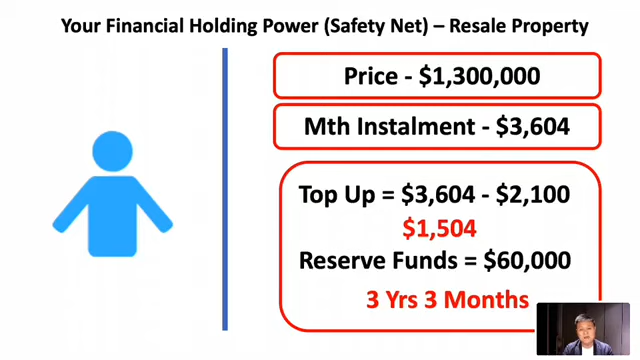 Your Financial Holding Power (Safety Net) – Resale Property
Price - $1,300,000
Mth Instalment - $3,604
Top Up = $3,604 - $2,100
$1,504
Reserve Funds = $60,000
3 Yrs 3 Months